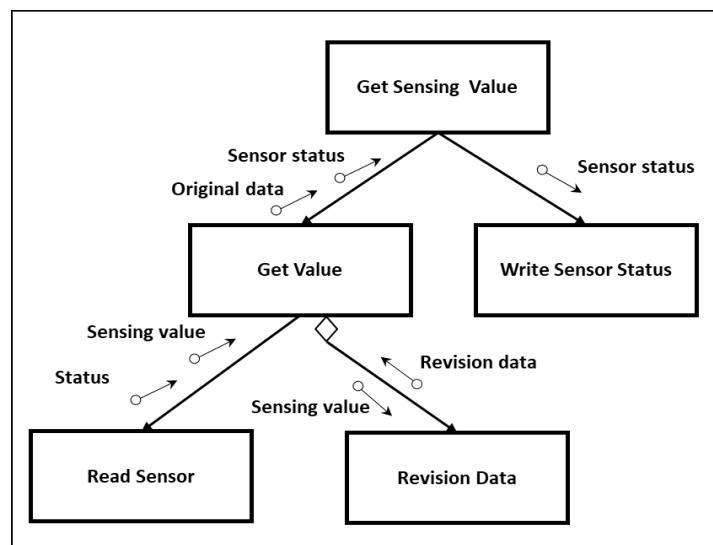 Get Sensing Value
Sensor status
Sensor status
Original data
Get Value
Write Sensor Status
Sensing value
Revision data
Status
Sensing value
Read Sensor
Revision Data